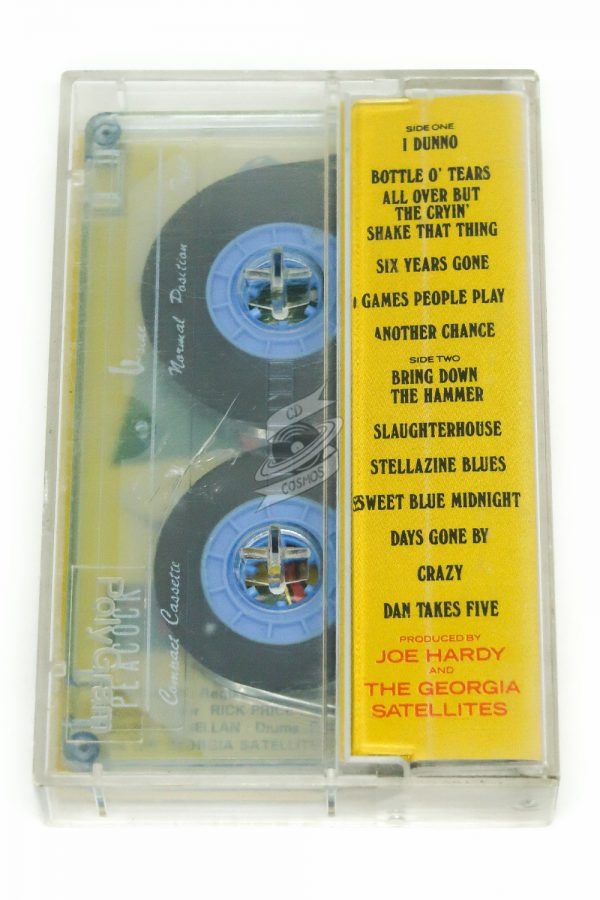 SIDE ONE
I DUNNO
BOTTLE O' TEARS
ALL OVER BUT
THE CRYIN'
SHAKE THAT THING
SIX YEARS GONE
GAMES PEOPLE PLAY
ANOTHER CHANCE
SIDE TWO
BRING DOWN
THE HAMMER
SLAUGHTERHOUSE
STELLAZINE BLUES
SWEET BLUE MIDNIGHT
DAYS GONE BY
CRAZY
DAN TAKES FIVE
PRODUCED BY
JOE HARDY
AND
THE GEORGIA
SATELLITES
Normal Position
Compact Cassette
PolyGram
PEACOCK
CD
COSMOS
RICK PRICE
ELLAN : Drums
GEORGIA SATELLITE